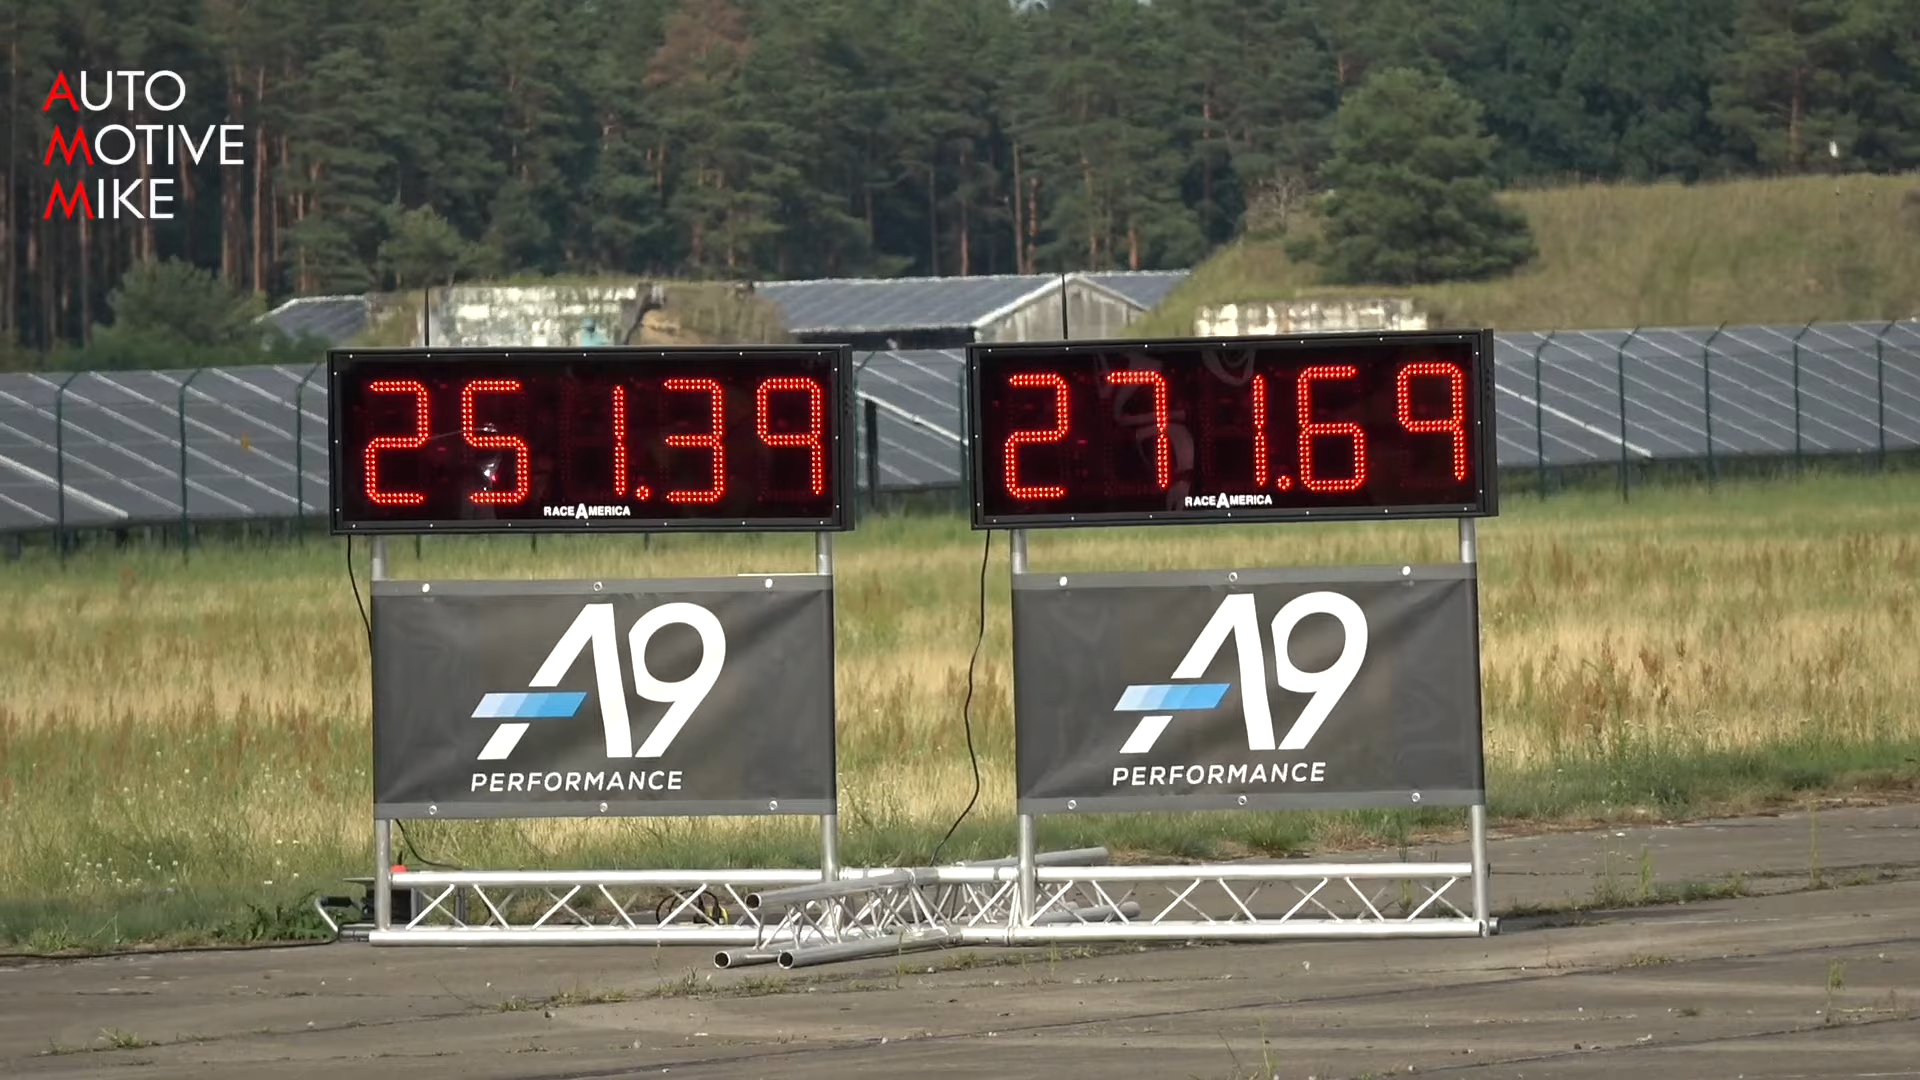 AUTO
MOTIVE
MIKE
251.39
271.69
RACEAMERICA
RACEAMERICA
A9
PERFORMANCE
A9
PERFORMANCE